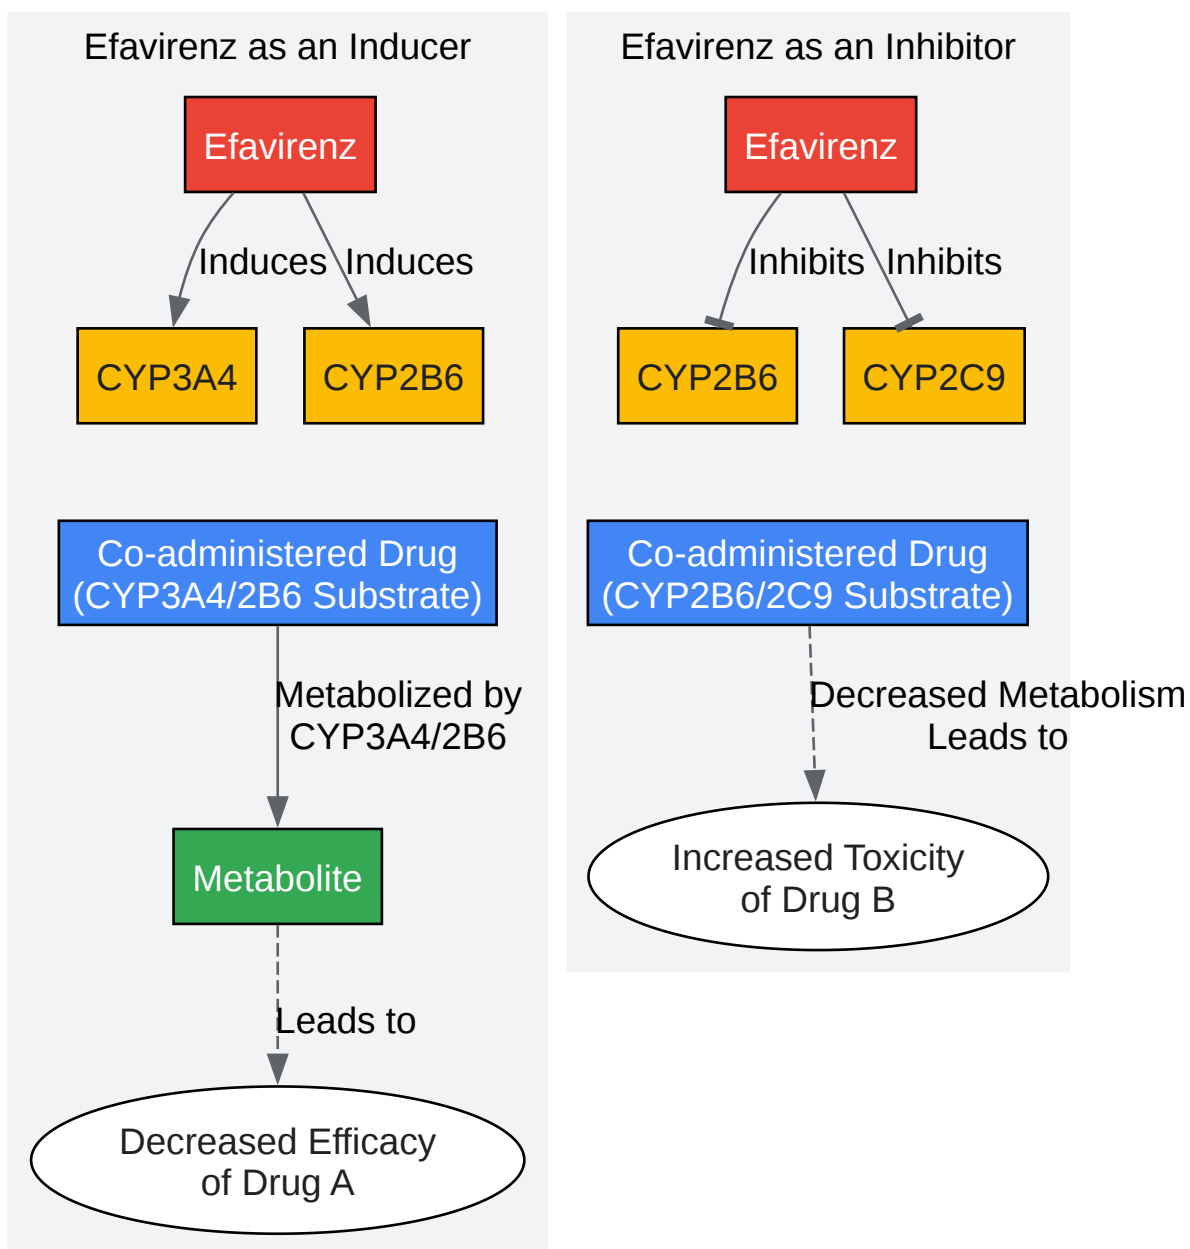 Efavirenz as an Inducer
Efavirenz
Induces
Induces
CYP3A4
CYP2B6
Co-administered Drug
(CYP3A4/2B6 Substrate)
Metabolized by
CYP3A4/2B6
Metabolite
Leads to
Decreased Efficacy
of Drug A
Efavirenz as an Inhibitor
Efavirenz
Inhibits
Inhibits
CYP2B6
CYP2C9
Co-administered Drug
(CYP2B6/2C9 Substrate)
Decreased Metabolism
Leads to
Increased Toxicity
of Drug B